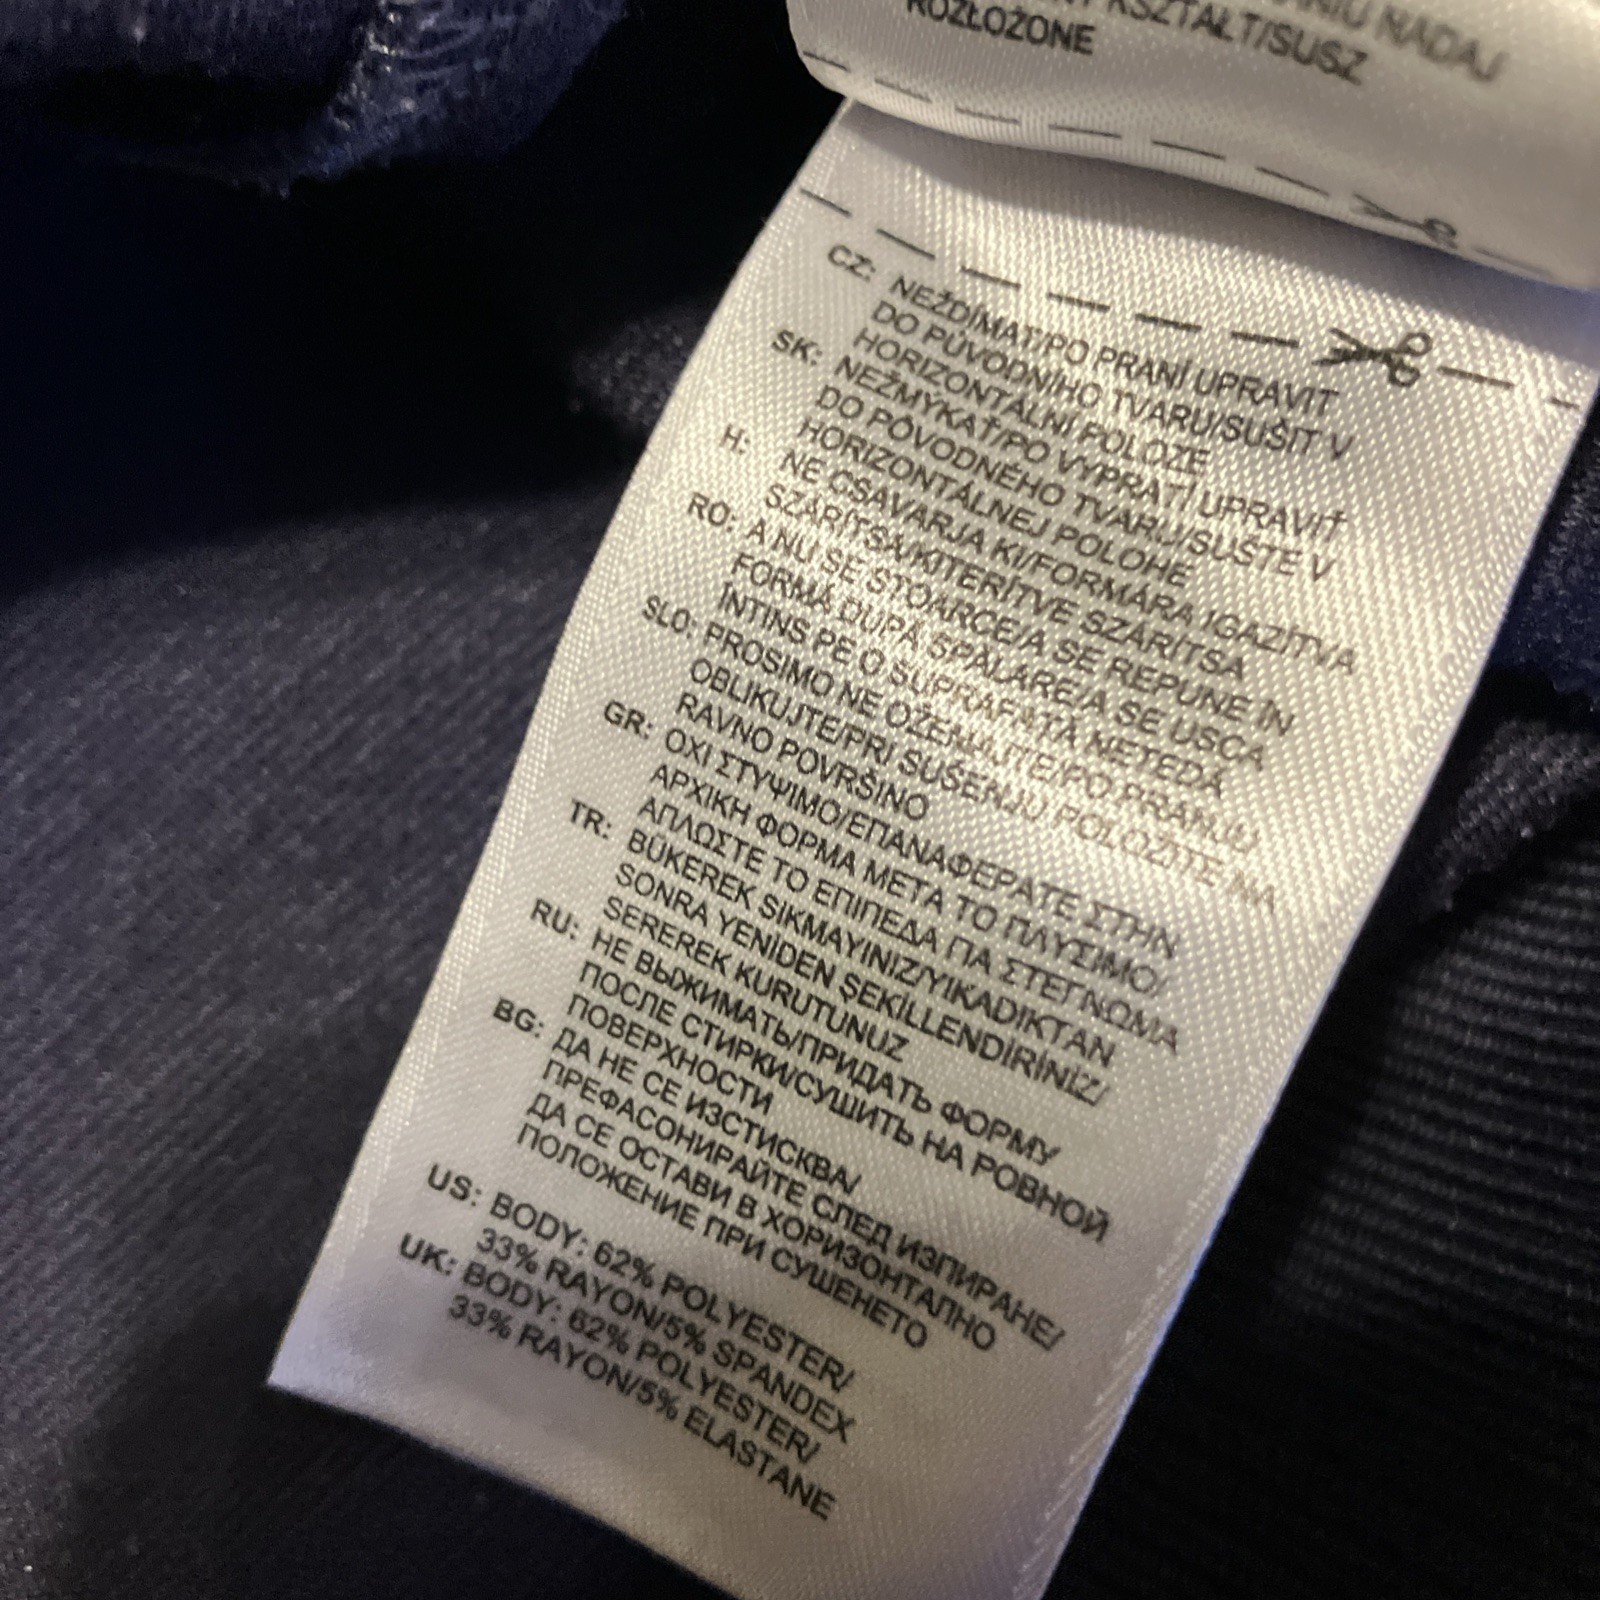 NADAJ
KSZTAŁT/SUSZ
ROZŁOŻONE
CZ: NEŽDÍMAT/PO PRANÍ UPRAVIT
DO PŮVODNÍHO TVARU/SUŠIT V
HORIZONTÁLNÍ POLOZE
SK: NEŽMÝKAŤ/PO VYPRATÍ UPRAVIŤ
DO PÔVODNÉHO TVARU/SUŠTE V
HORIZONTÁLNEJ POLOHE
H: NE CSAVARJA KI/FORMÁRA IGAZÍTVA
SZÁRÍTSA/KITERÍTVE SZÁRÍTSA
RO: A NU SE STOARCE/A SE REPUNE ÎN
FORMĂ DUPĂ SPĂLARE/A SE USCA
ÎNTINS PE O SUPRAFAȚĂ NETEDĂ
SLO: PROSIMO NE OŽEMAJTE/PO PRANJU
OBLIKUJTE/PRI SUŠENJU POLOŽITE NA
RAVNO POVRŠINO
GR: ΟΧΙ ΣΤΥΨΙΜΟ/ΕΠΑΝΑΦΕΡΑΤΕ ΣΤΗΝ
ΑΡΧΙΚΗ ΦΟΡΜΑ ΜΕΤΑ ΤΟ ΠΛΥΣΙΜΟ/
ΑΠΛΩΣΤΕ ΤΟ ΕΠΙΠΕΔΑ ΓΙΑ ΣΤΕΓΝΩΜΑ
TR: BÜKEREK SIKMAYINIZ/YIKADIKTAN
SONRA YENİDEN ŞEKİLLENDİRİNİZ/
SEREREK KURUTUNUZ
RU: НЕ ВЫЖИМАТЬ/ПРИДАТЬ ФОРМУ
ПОСЛЕ СТИРКИ/СУШИТЬ НА РОВНОЙ
ПОВЕРХНОСТИ
BG: ДА НЕ СЕ ИЗСТИСКВА/
ПРЕФАСОНИРАЙТЕ СЛЕД ИЗПИРАНЕ/
ДА СЕ ОСТАВИ В ХОРИЗОНТАЛНО
ПОЛОЖЕНИЕ ПРИ СУШЕНЕТО
US: BODY: 62% POLYESTER/
33% RAYON/5% SPANDEX
UK: BODY: 62% POLYESTER/
33% RAYON/5% ELASTANE